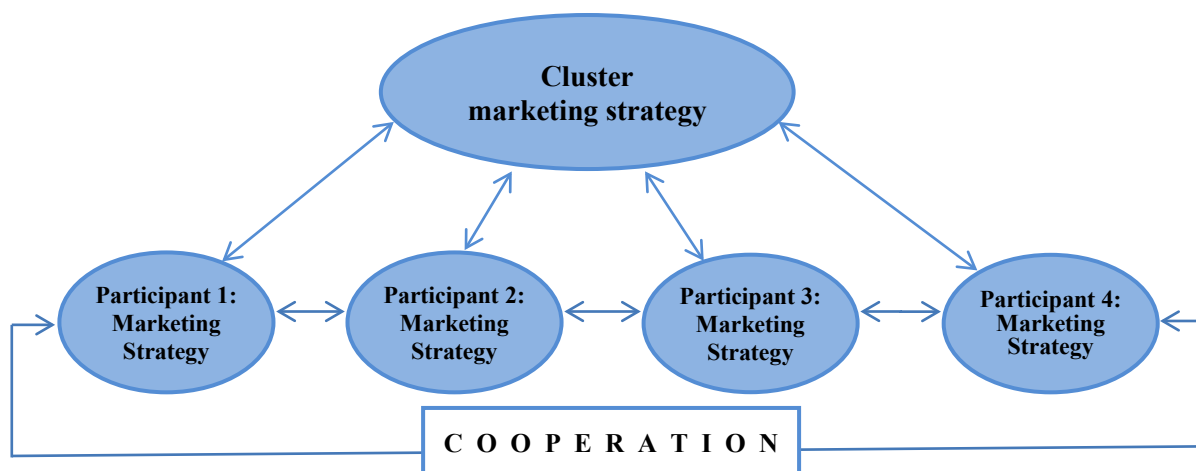 Cluster
marketing strategy
Participant 1:
Marketing
Strategy
Participant 2:
Marketing
Strategy
Participant 3:
Marketing
Strategy
Participant 4:
Marketing
Strategy
C O O P E R A T I O N